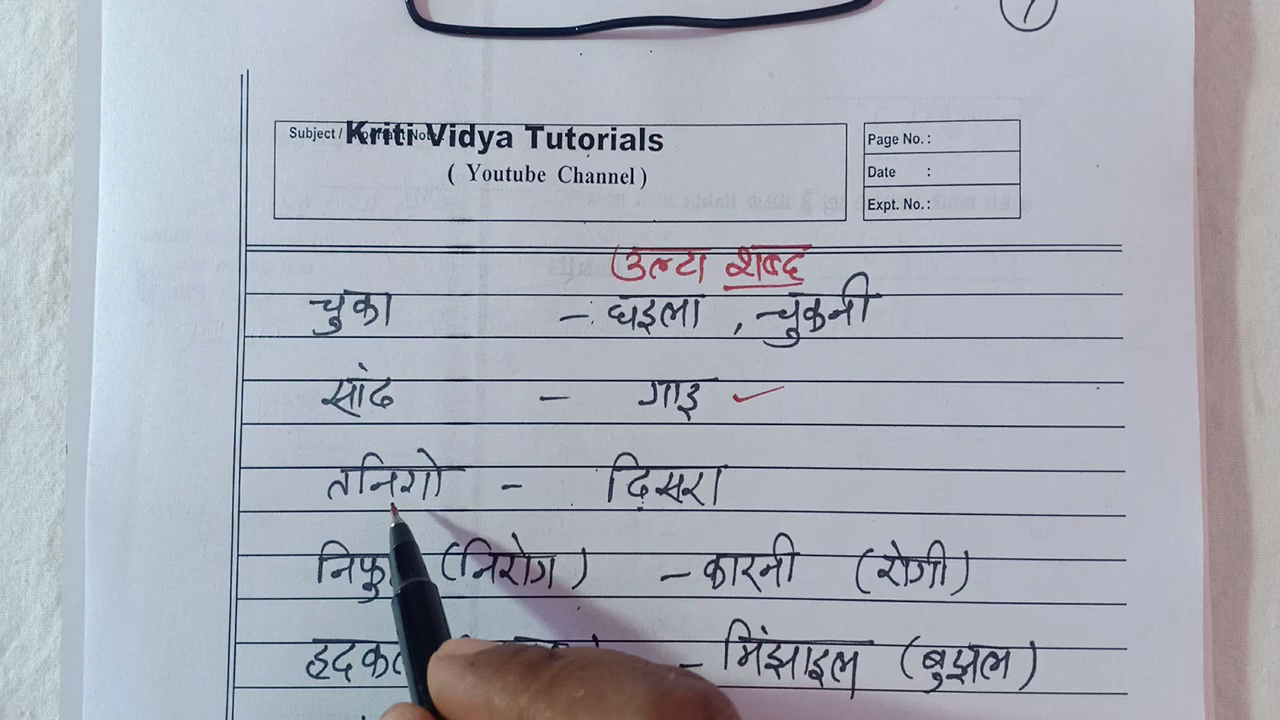 1
Subject /
Kriti Vidya Tutorials
( Youtube Channel )
Page No. :
Date :
Expt. No. :
उल्टा शब्द
चुका - घइला , चुकनी
सांढ - गाइ
तनिगो - ढ़िसरा
(निरोग) - कारनी (रोगी)
- मिंझाइल (बुझल)